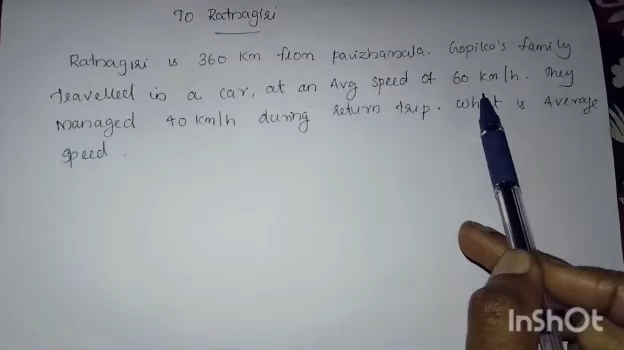 To Ratnagiri
Ratnagiri is 360 Km from pavizhamala. Gopika's family
travelled in a car, at an Avg speed of 60 km/h. They
managed 40 Km/h during return trip. What is Average
speed.
InShOt